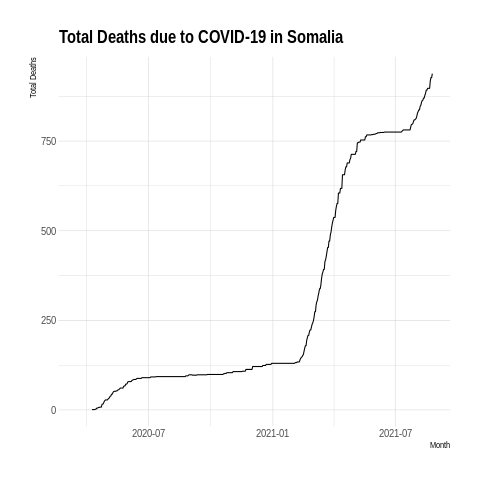 Total Deaths due to COVID-19 in Somalia
Total Deaths
750
500
250
0
2020-07
2021-01
2021-07
Month